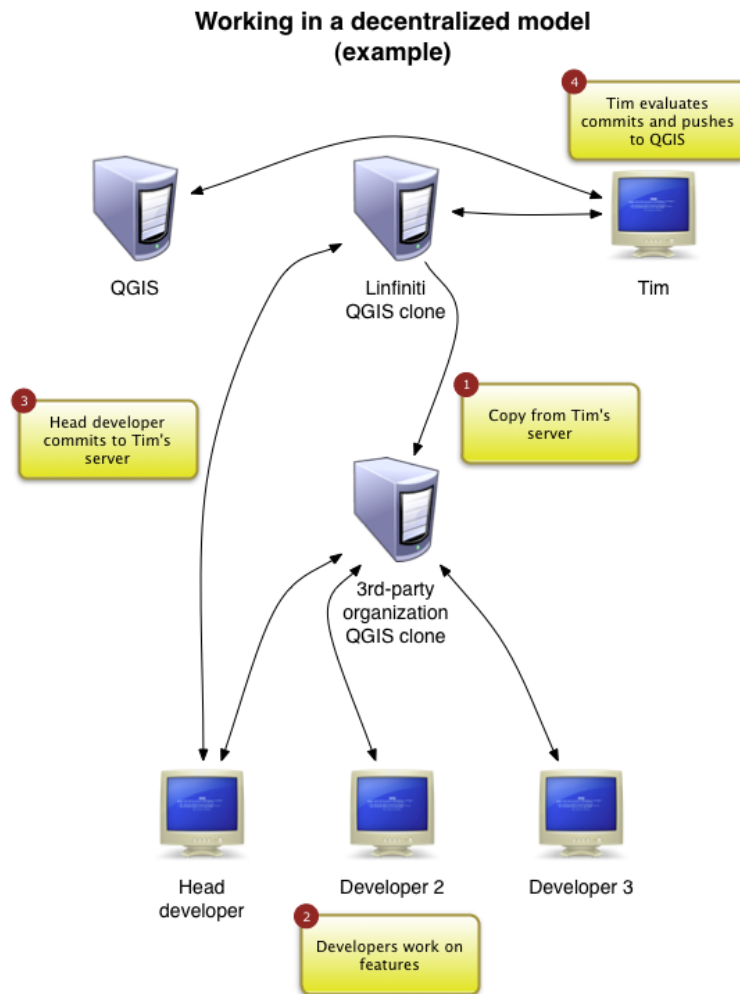 Working in a decentralized model
(example)
4
Tim evaluates
commits and pushes
to QGIS
QGIS
Linfiniti
QGIS clone
Tim
3
Head developer
commits to Tim's
server
1
Copy from Tim's
server
3rd-party
organization
QGIS clone
Head
developer
Developer 2
Developer 3
2
Developers work on
features